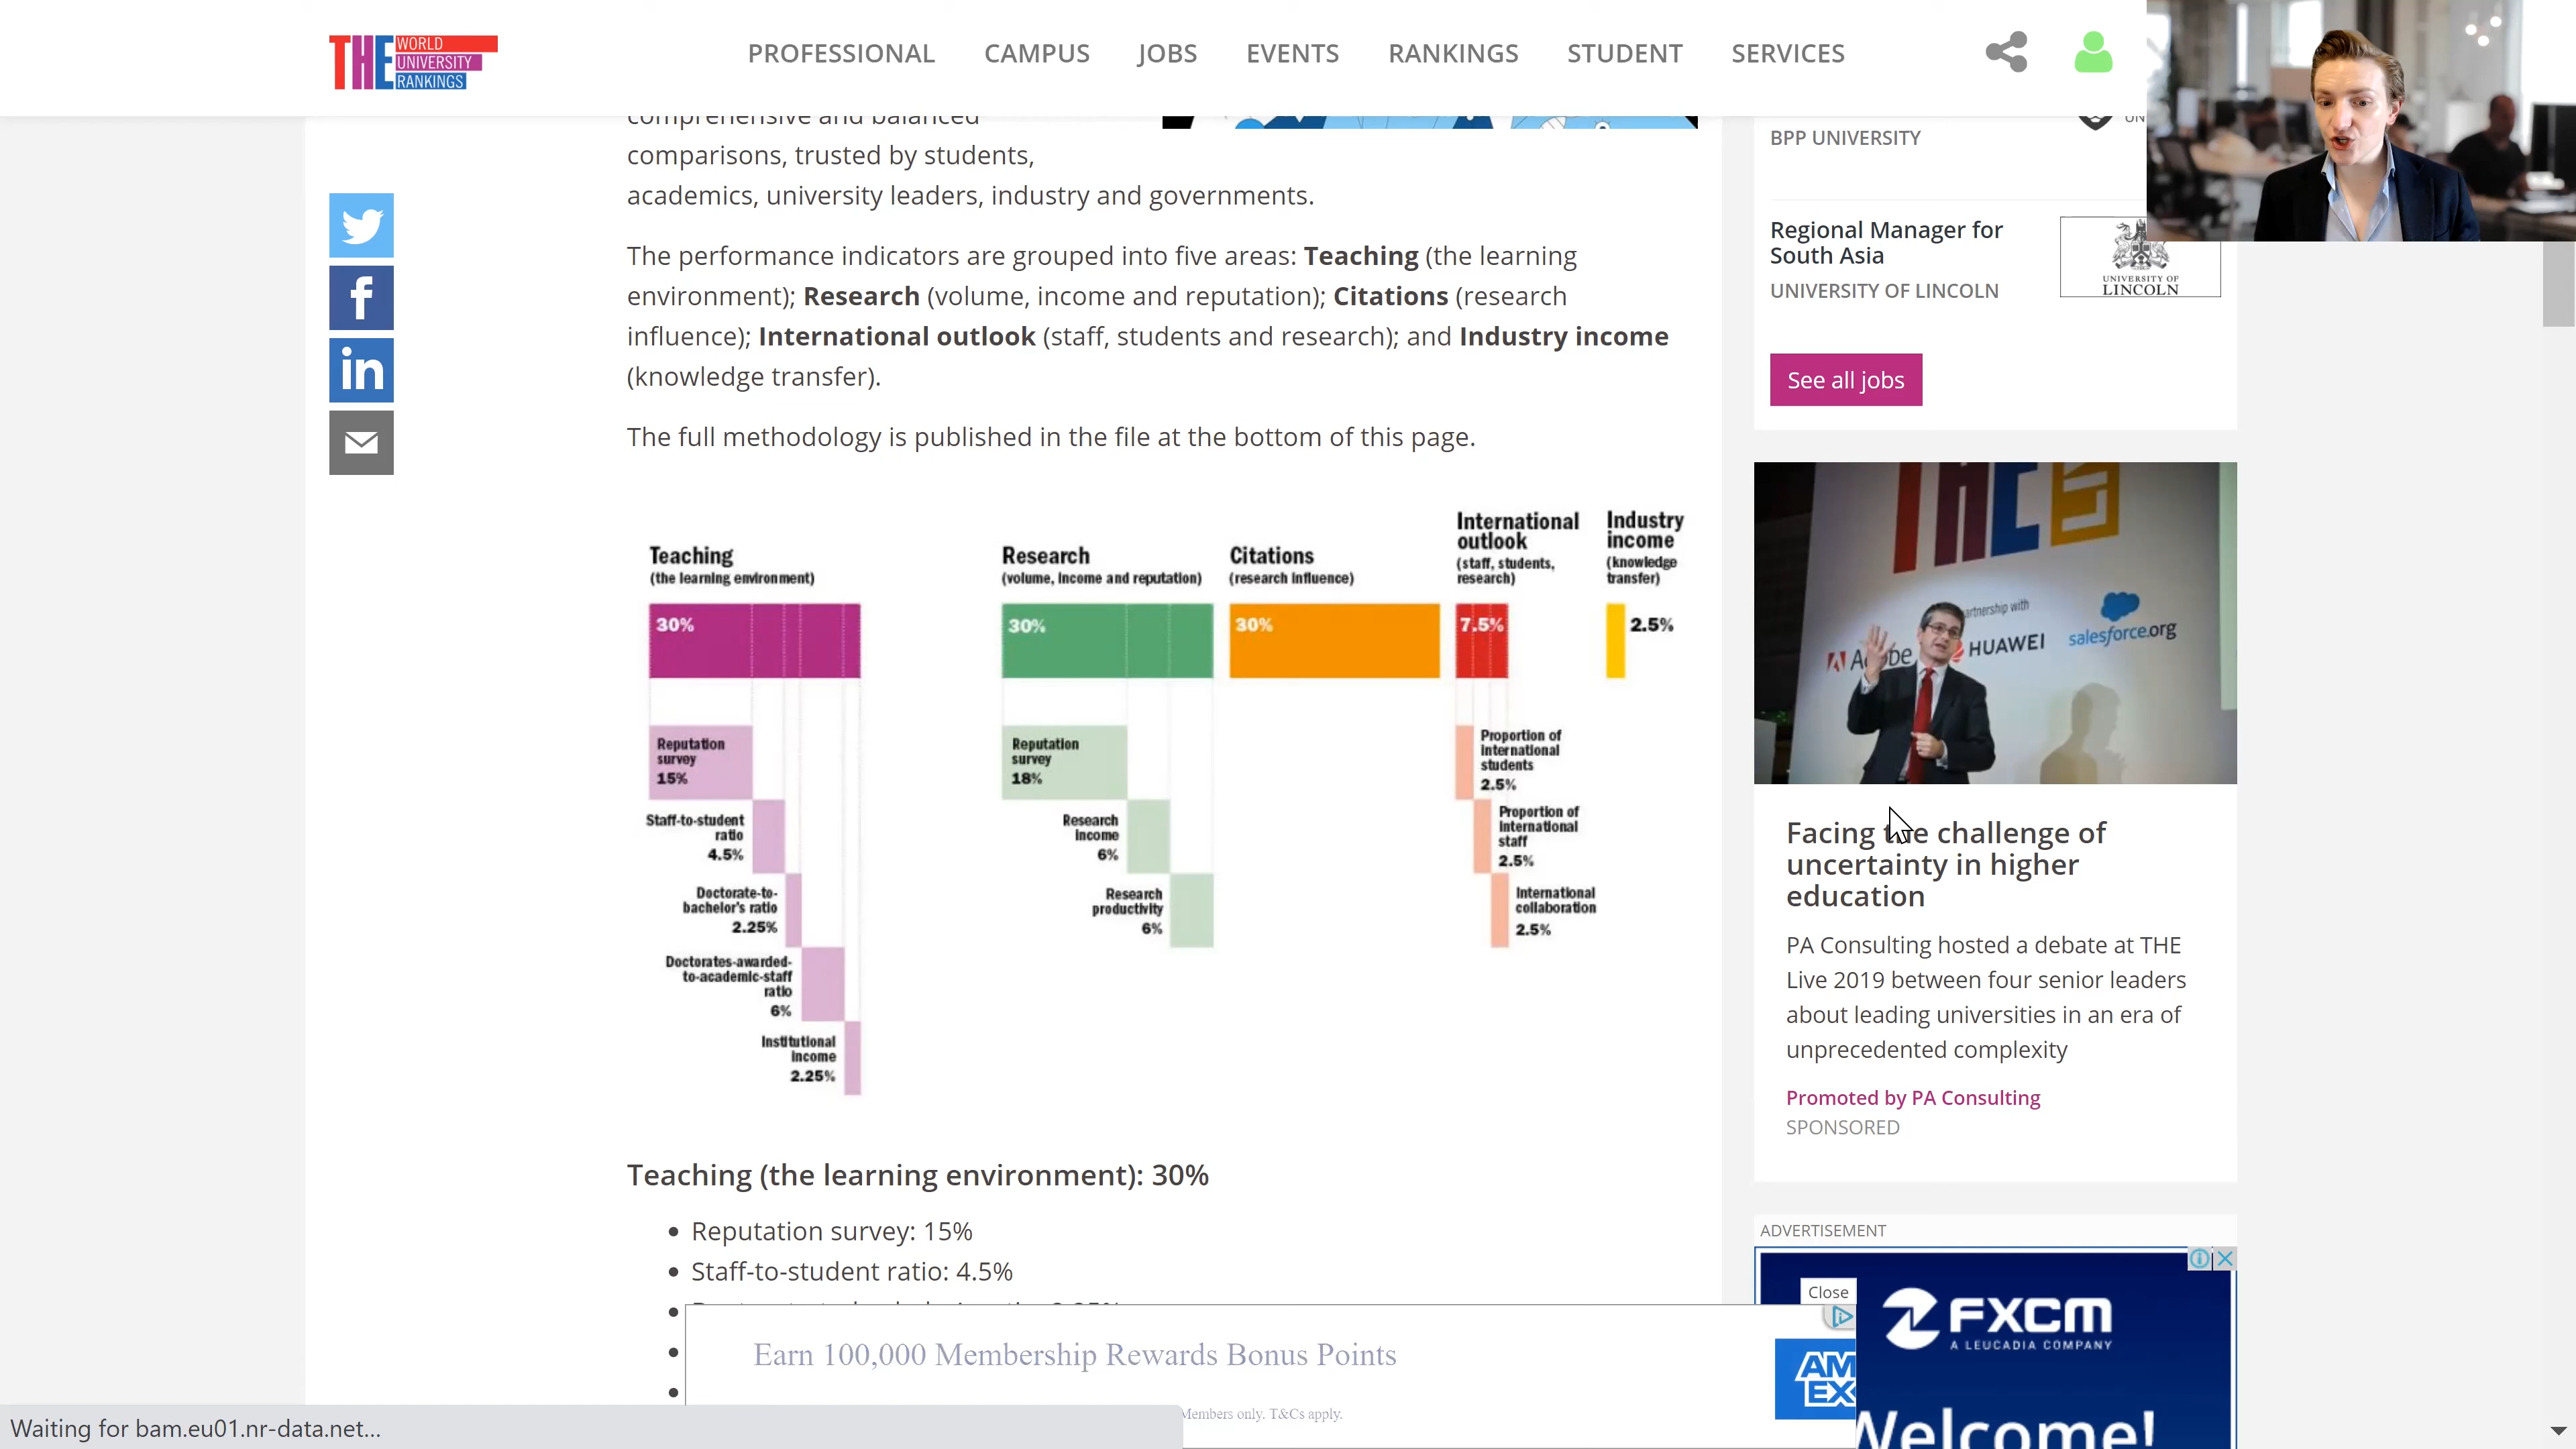 THE WORLD
UNIVERSITY
RANKINGS
PROFESSIONAL CAMPUS JOBS EVENTS RANKINGS STUDENT SERVICES
comprehensive and balanced
comparisons, trusted by students,
academics, university leaders, industry and governments.
The performance indicators are grouped into five areas: Teaching (the learning
environment); Research (volume, income and reputation); Citations (research
influence); International outlook (staff, students and research); and Industry income
(knowledge transfer).
The full methodology is published in the file at the bottom of this page.
Teaching
(the learning environment)
30%
Reputation
survey
15%
Staff-to-student
ratio
4.5%
Doctorate-to-
bachelor's ratio
2.25%
Doctorates-awarded-
to-academic-staff
ratio
6%
Institutional
income
2.25%
Research
(volume, income and reputation)
30%
Reputation
survey
18%
Research
income
6%
Research
productivity
6%
Citations
(research influence)
30%
International
outlook
(staff, students,
research)
7.5%
Proportion of
international
students
2.5%
Proportion of
international
staff
2.5%
International
collaboration
2.5%
Industry
income
(knowledge
transfer)
2.5%
Teaching (the learning environment): 30%
• Reputation survey: 15%
• Staff-to-student ratio: 4.5%
BPP UNIVERSITY
UN
Regional Manager for
South Asia
UNIVERSITY OF LINCOLN
UNIVERSITY OF
LINCOLN
See all jobs
THE
artnership with
Adobe
HUAWEI
salesforce.org
Facing the challenge of
uncertainty in higher
education
PA Consulting hosted a debate at THE
Live 2019 between four senior leaders
about leading universities in an era of
unprecedented complexity
Promoted by PA Consulting
SPONSORED
ADVERTISEMENT
Close
FXCM
A LEUCADIA COMPANY
Welcome!
Earn 100,000 Membership Rewards Bonus Points
AM
EX
Members only. T&Cs apply.
Waiting for bam.eu01.nr-data.net...
in